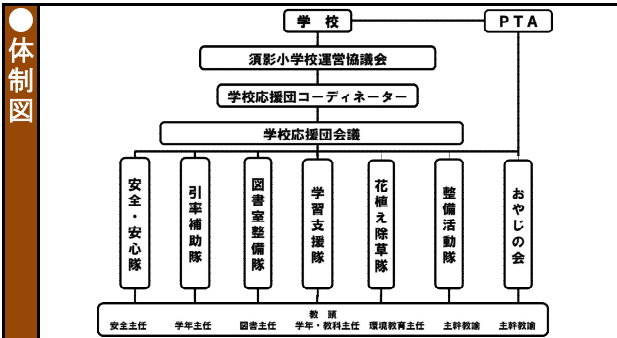 ●体制図
学校
PTA
須影小学校運営協議会
学校応援団コーディネーター
学校応援団会議
安全・安心隊
引率補助隊
図書室整備隊
学習支援隊
花植え除草隊
整備活動隊
おやじの会
教頭
安全主任 学年主任 図書主任 学年・教科主任 環境教育主任 主幹教諭 主幹教諭